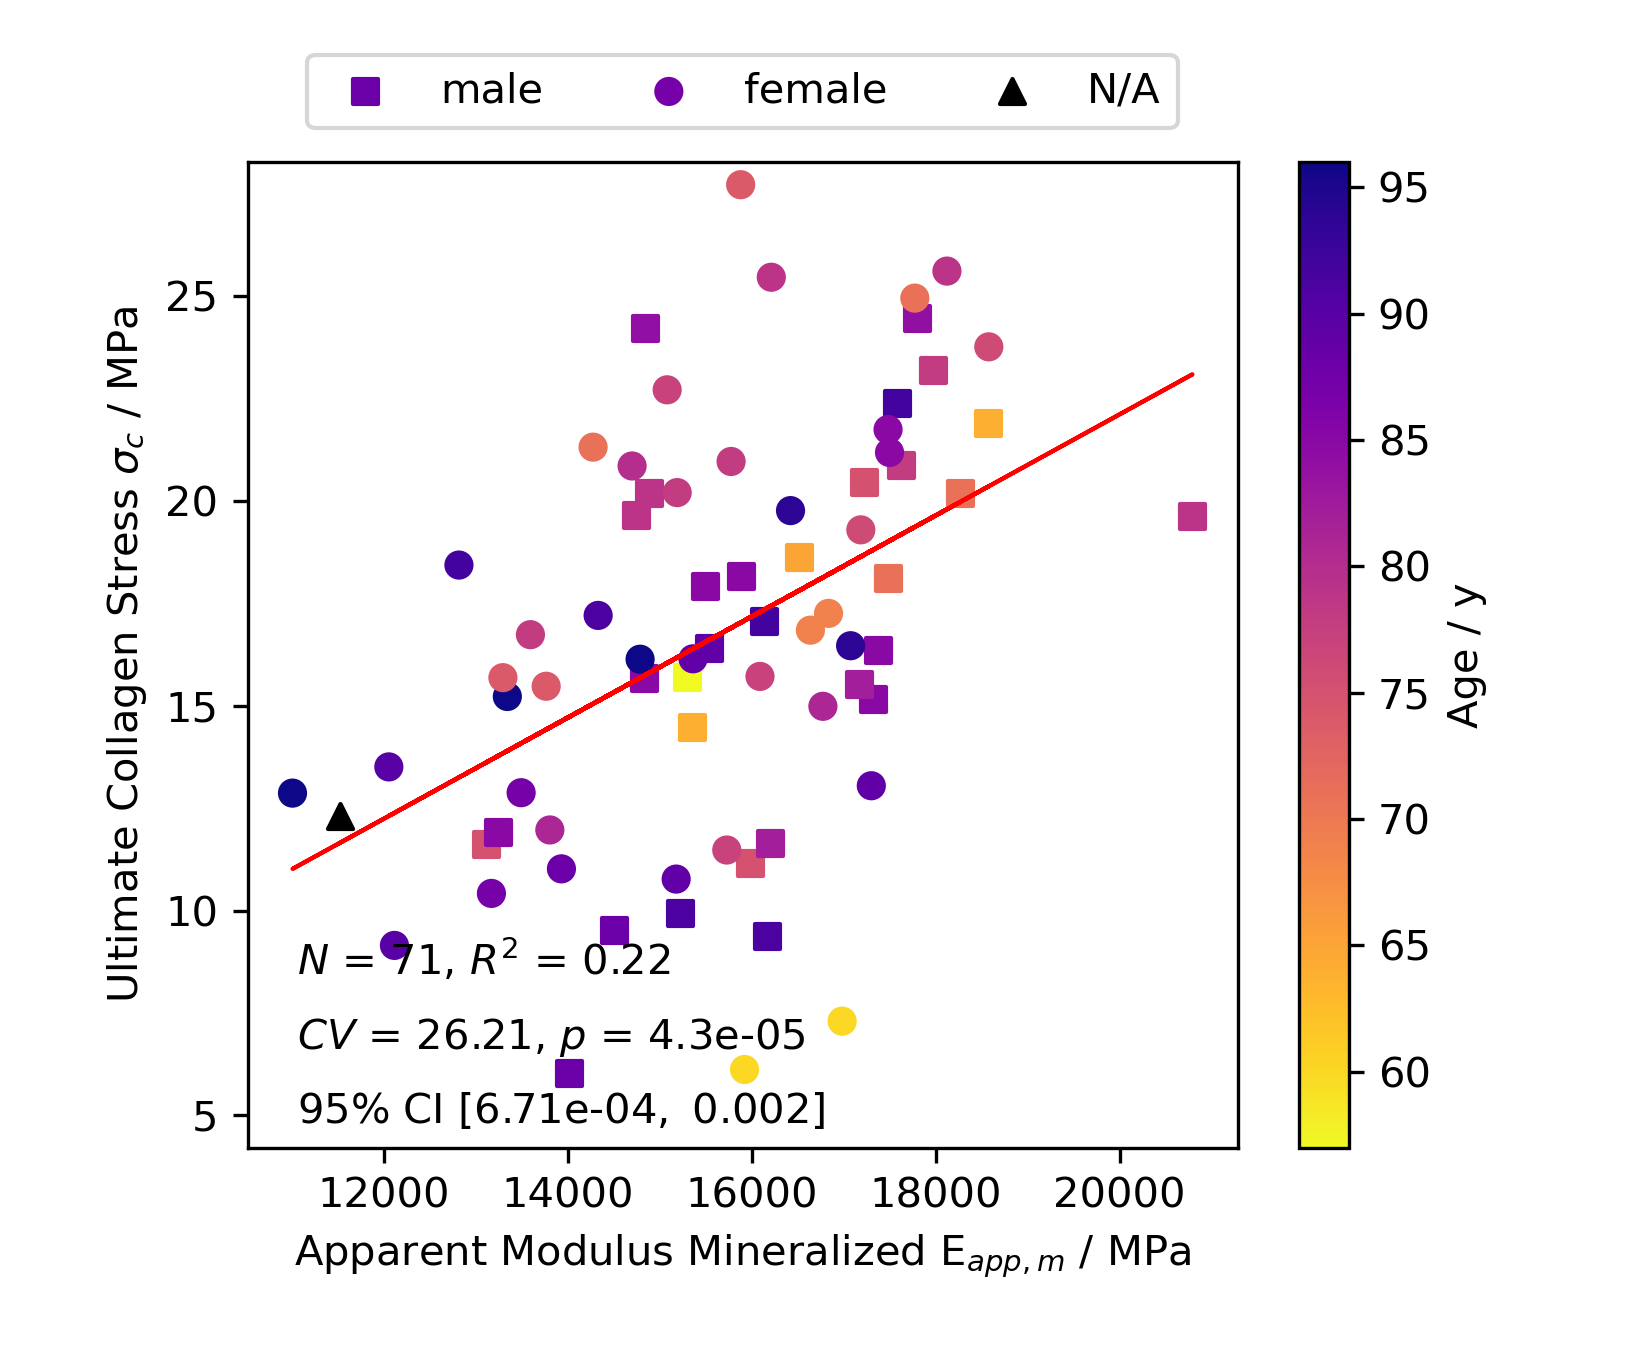 male female N/A
25
20
15
10
5
Ultimate Collagen Stress σc / MPa
N = 71, R² = 0.22
CV = 26.21, p = 4.3e-05
95% CI [6.71e-04, 0.002]
12000 14000 16000 18000 20000
Apparent Modulus Mineralized Eapp,m / MPa
95
90
85
80
75
70
65
60
Age / y